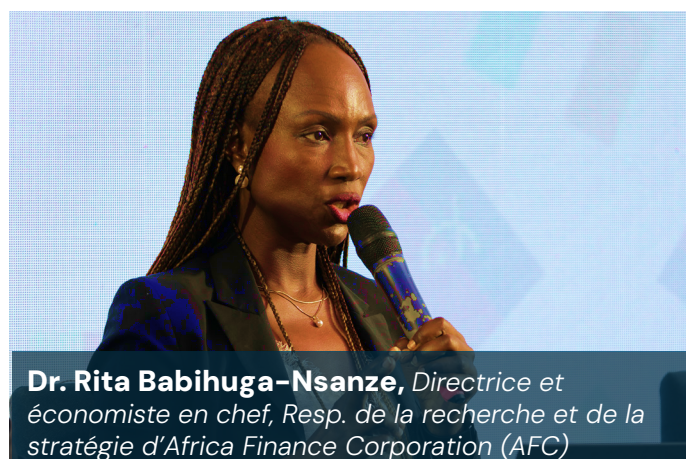 Dr. Rita Babihuga-Nsanze, Directrice et
économiste en chef, Resp. de la recherche et de la
stratégie d’Africa Finance Corporation (AFC)